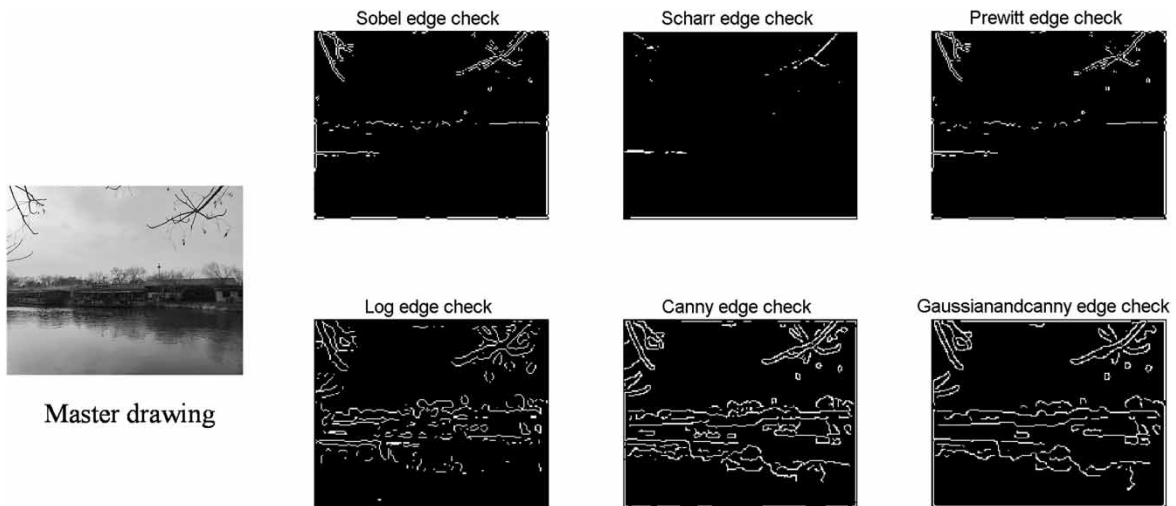 Sobel edge check
Scharr edge check
Prewitt edge check
Master drawing
Log edge check
Canny edge check
Gaussianandcanny edge check